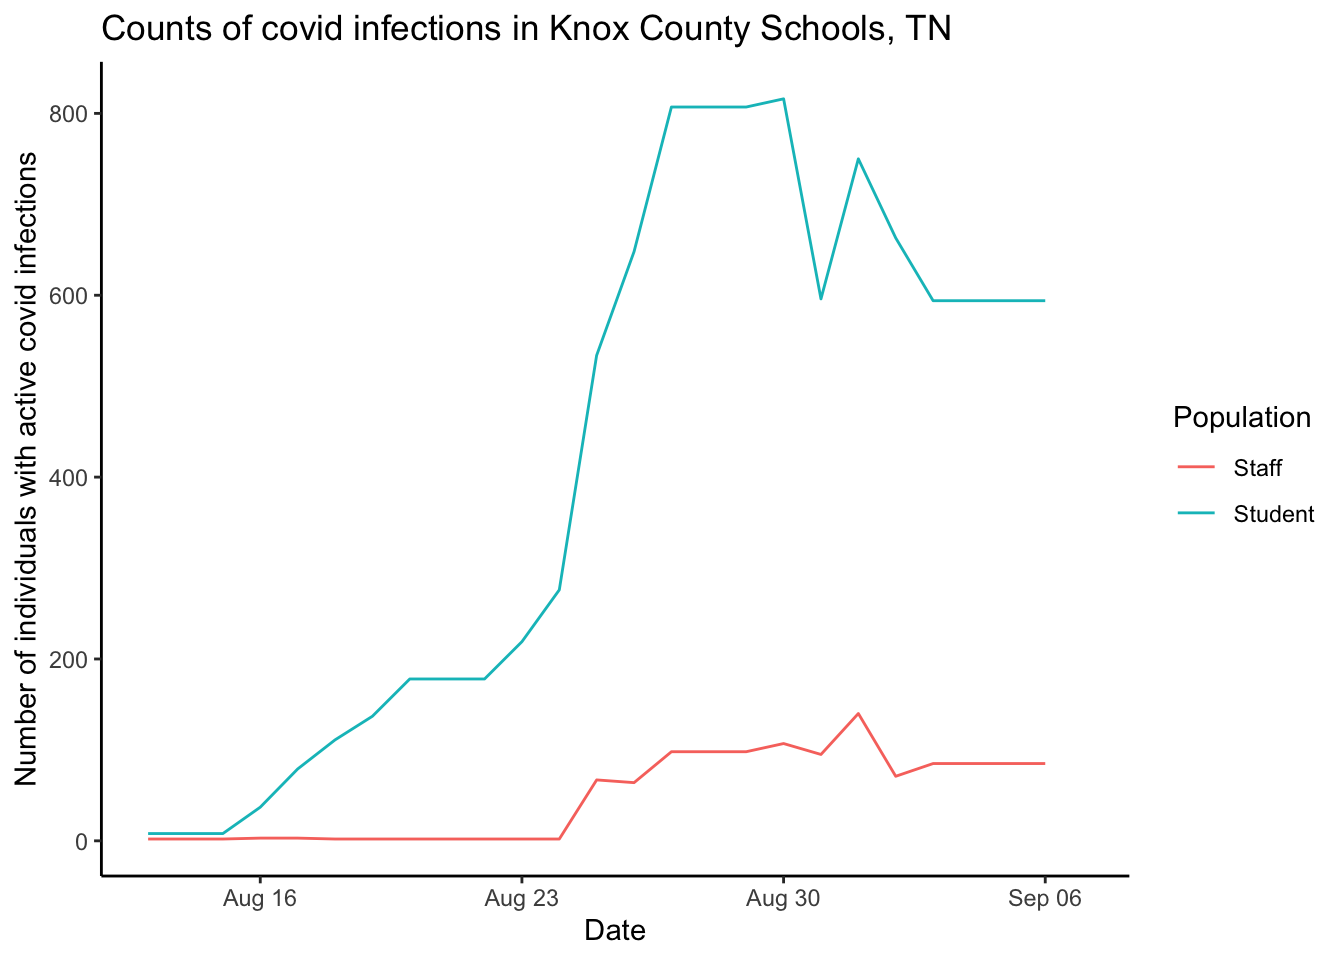 Counts of covid infections in Knox County Schools, TN
Number of individuals with active covid infections
800
600
400
200
0
Aug 16
Aug 23
Aug 30
Sep 06
Date
Population
Staff
Student